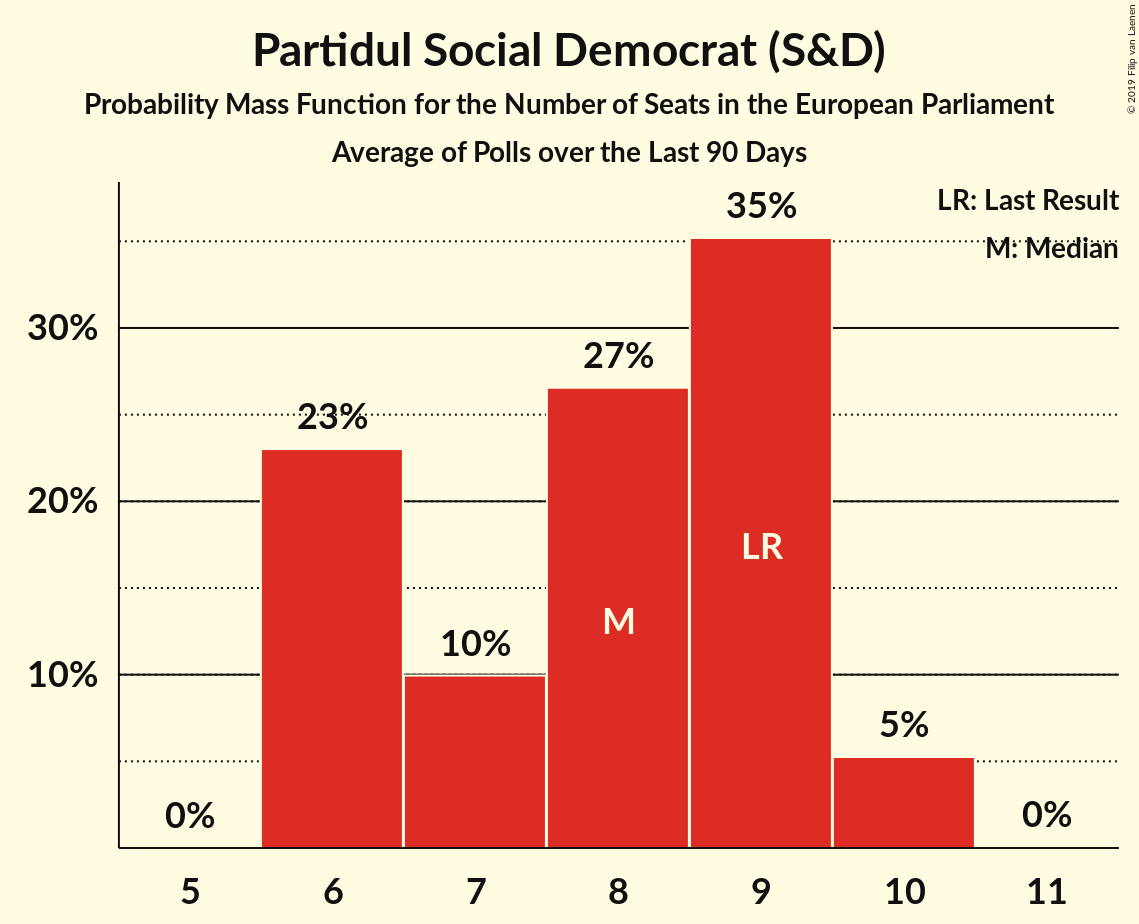 Partidul Social Democrat (S&D)
Probability Mass Function for the Number of Seats in the European Parliament
Average of Polls over the Last 90 Days
© 2019 Filip van Laenen
LR: Last Result
M: Median
35%
30%
27%
23%
20%
LR
M
10%
10%
5%
0%
0%
5 6 7 8 9 10 11